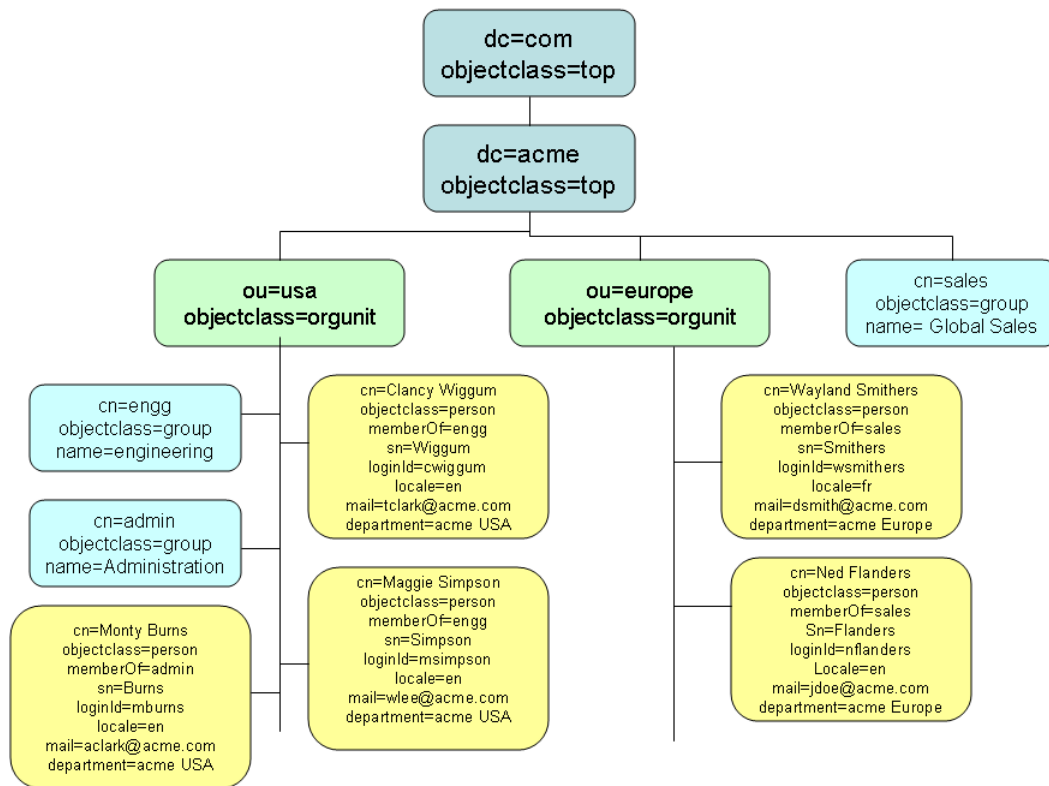 dc=com
objectclass=top
dc=acme
objectclass=top
ou=usa
objectclass=orgunit
ou=europe
objectclass=orgunit
cn=sales
objectclass=group
name= Global Sales
cn=engg
objectclass=group
name=engineering
cn=Clancy Wiggum
objectclass=person
memberOf=engg
sn=Wiggum
loginId=cwiggum
locale=en
mail=tclark@acme.com
department=acme USA
cn=Wayland Smithers
objectclass=person
memberOf=sales
sn=Smithers
loginId=wsmithers
locale=fr
mail=dsmith@acme.com
department=acme Europe
cn=admin
objectclass=group
name=Administration
cn=Maggie Simpson
objectclass=person
memberOf=engg
sn=Simpson
loginId=msimpson
locale=en
mail=wlee@acme.com
department=acme USA
cn=Ned Flanders
objectclass=person
memberOf=sales
Sn=Flanders
loginId=nflanders
Locale=en
mail=jdoe@acme.com
department=acme Europe
cn=Monty Burns
objectclass=person
memberOf=admin
sn=Burns
loginId=mburns
locale=en
mail=aclark@acme.com
department=acme USA